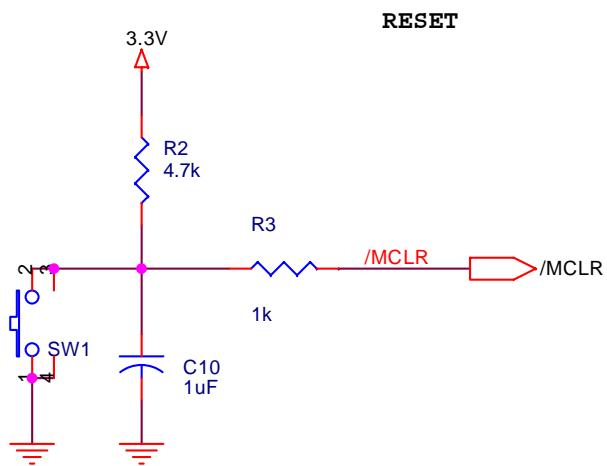 RESET
3.3V
R2
4.7k
R3
/MCLR
/MCLR
1k
2
3
SW1
1
4
C10
1uF